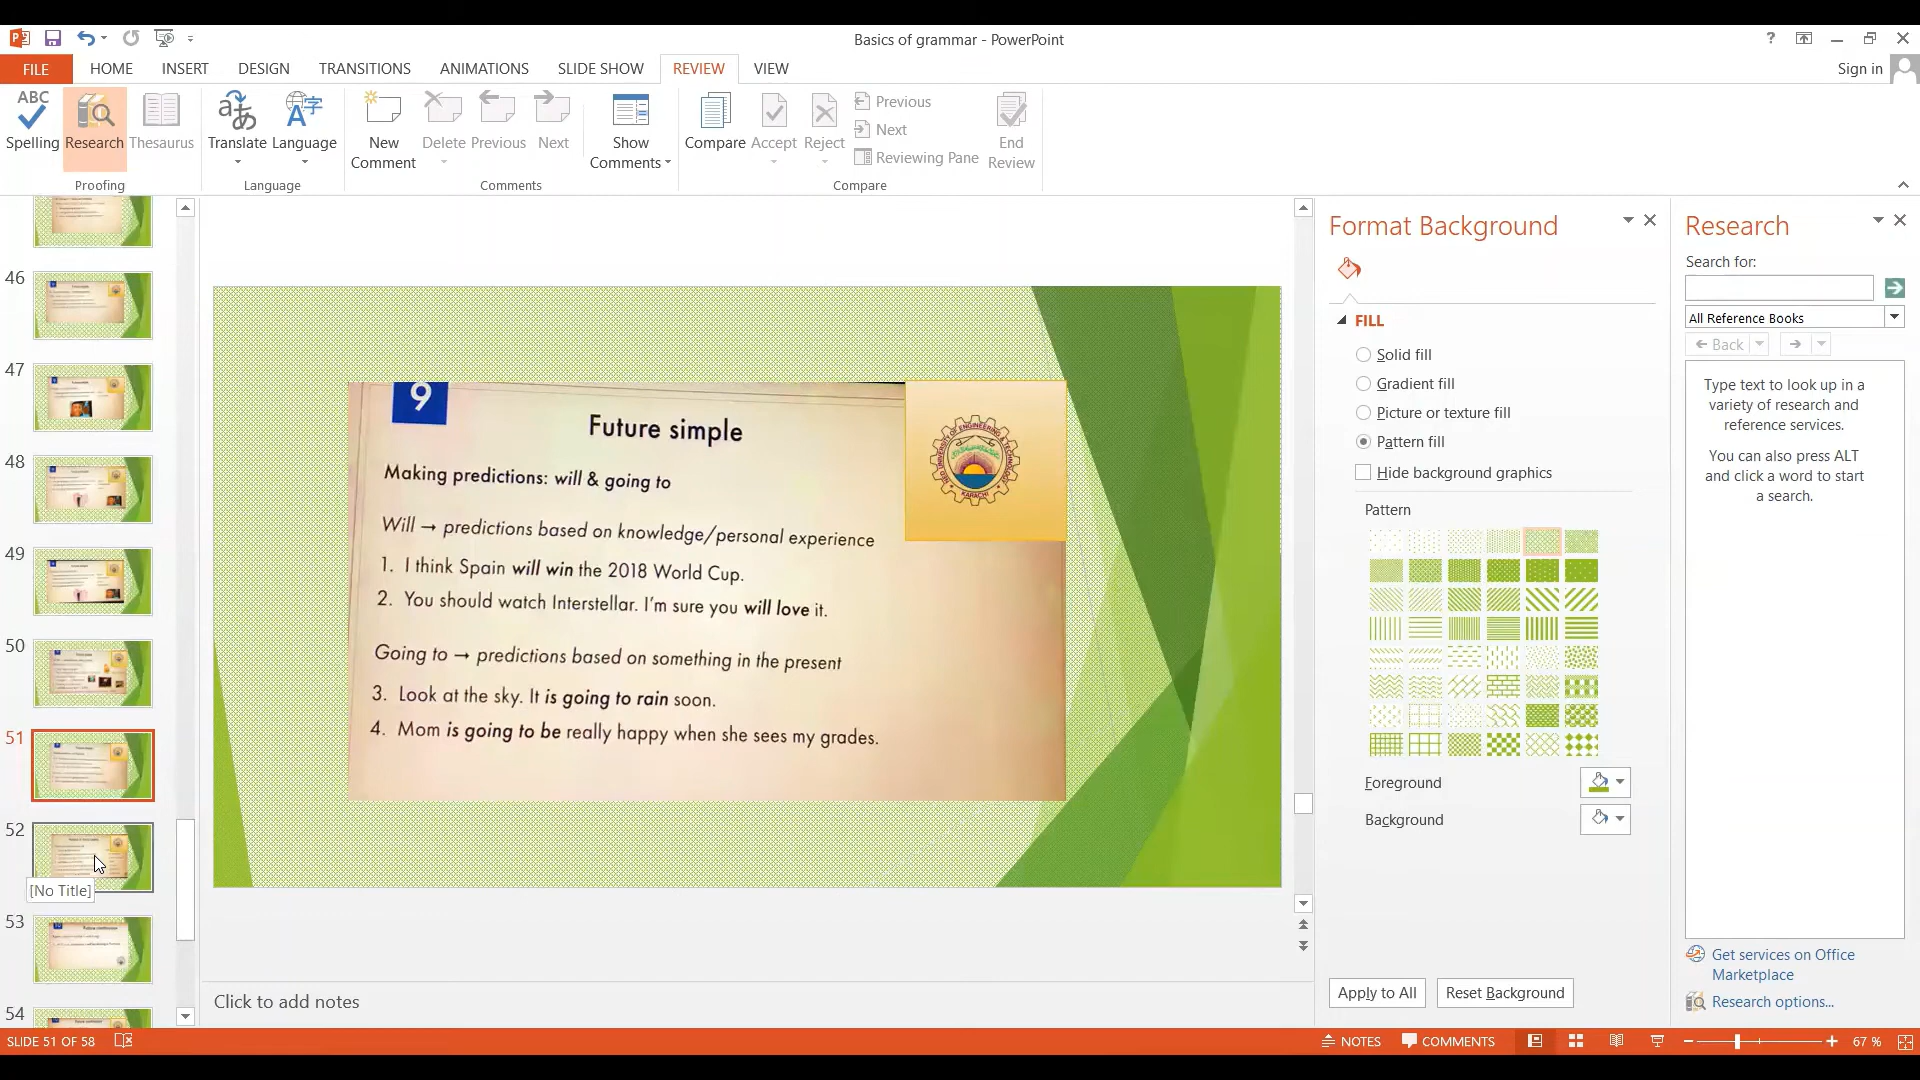 Basics of grammar - PowerPoint
?
FILE HOME INSERT DESIGN TRANSITIONS ANIMATIONS SLIDE SHOW REVIEW VIEW
Sign in
ABC
Spelling
Research
Thesaurus
Proofing
Translate
Language
Language
New
Comment
Delete
Previous
Next
Show
Comments
Comments
Compare
Accept
Reject
Previous
Next
Reviewing Pane
End
Review
Compare
46
47
48
49
50
51
52
[No Title]
53
54
9
Future simple
Making predictions: will & going to
Will → predictions based on knowledge/personal experience
1. I think Spain will win the 2018 World Cup.
2. You should watch Interstellar. I'm sure you will love it.
Going to → predictions based on something in the present
3. Look at the sky. It is going to rain soon.
4. Mom is going to be really happy when she sees my grades.
NED UNIVERSITY OF ENGINEERING & TECHNOLOGY
KARACHI
Click to add notes
Format Background
FILL
Solid fill
Gradient fill
Picture or texture fill
Pattern fill
Hide background graphics
Pattern
Foreground
Background
Apply to All
Reset Background
Research
Search for:
All Reference Books
Back
Type text to look up in a
variety of research and
reference services.
You can also press ALT
and click a word to start
a search.
Get services on Office
Marketplace
Research options...
SLIDE 51 OF 58
NOTES
COMMENTS
67 %